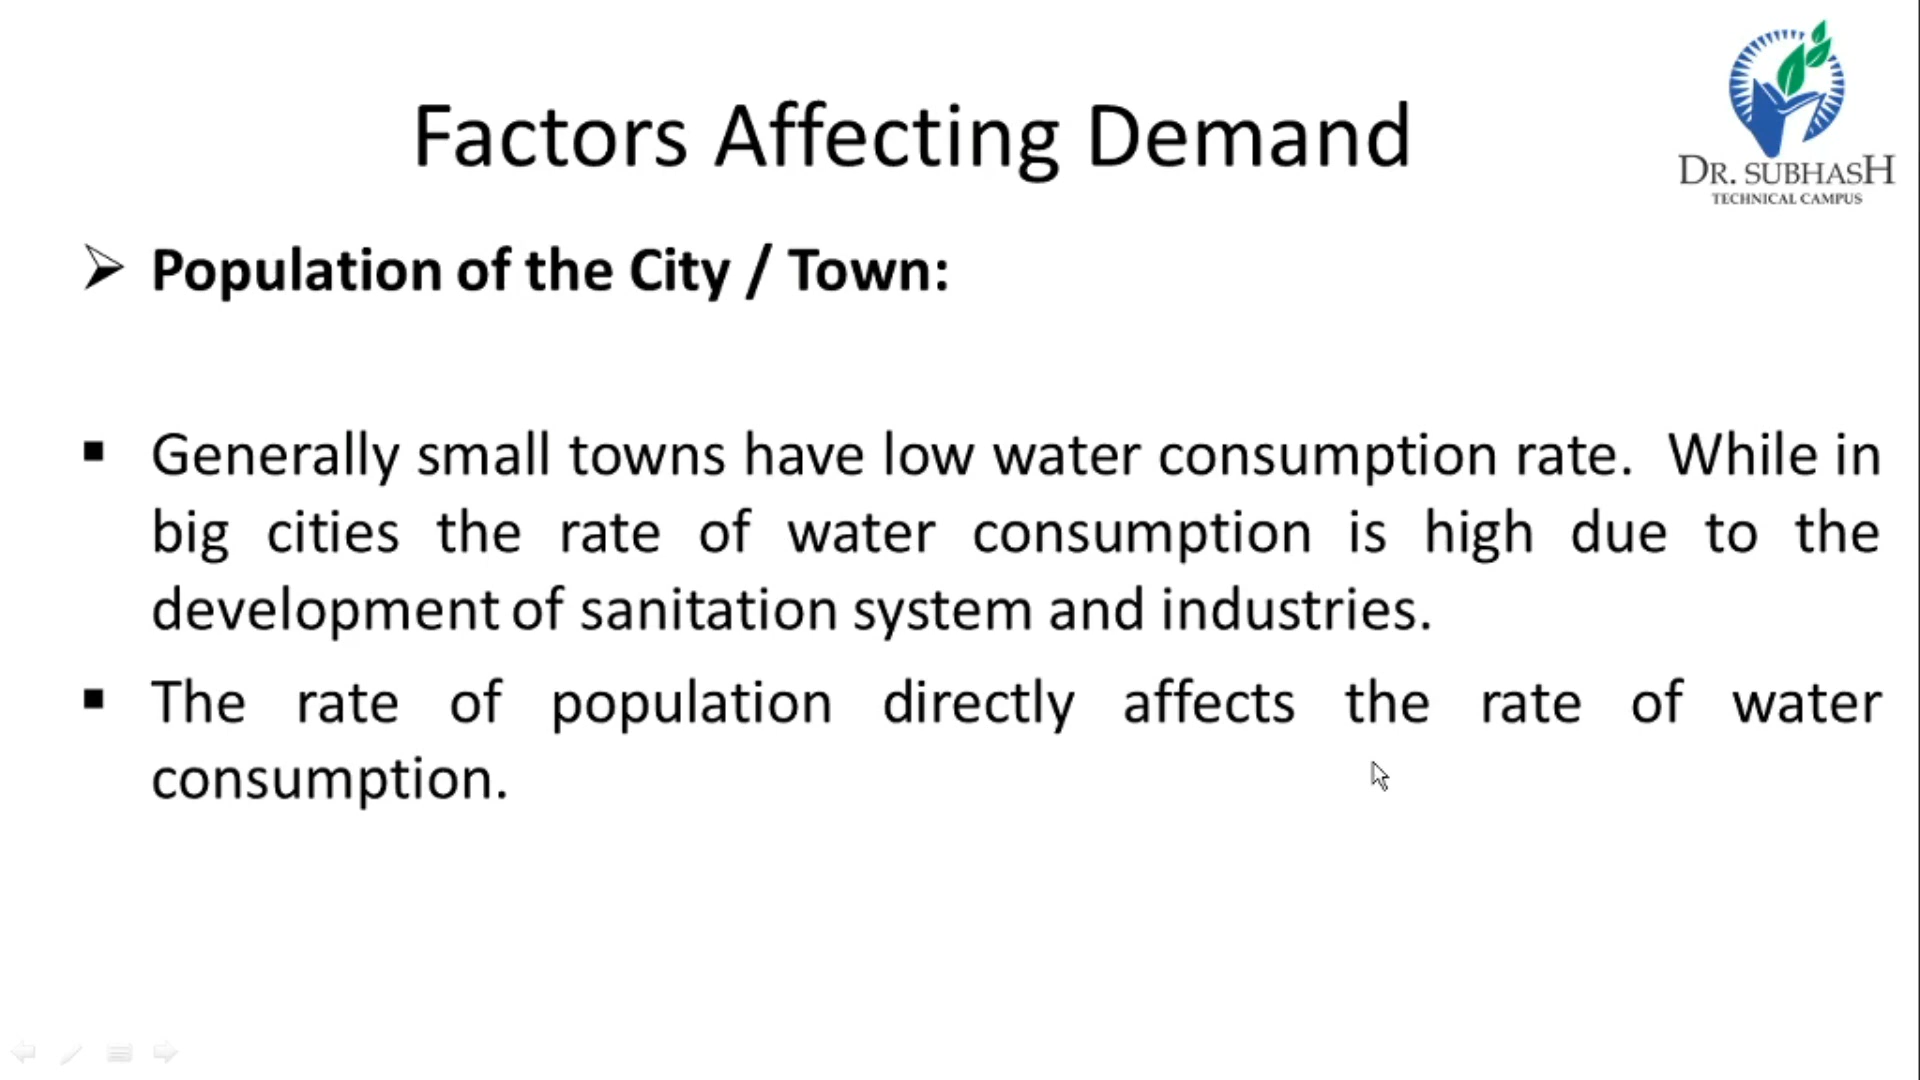 Factors Affecting Demand
DR. SUBHASH
TECHNICAL CAMPUS
Population of the City / Town:
Generally small towns have low water consumption rate. While in
big cities the rate of water consumption is high due to the
development of sanitation system and industries.
The rate of population directly affects the rate of water
consumption.